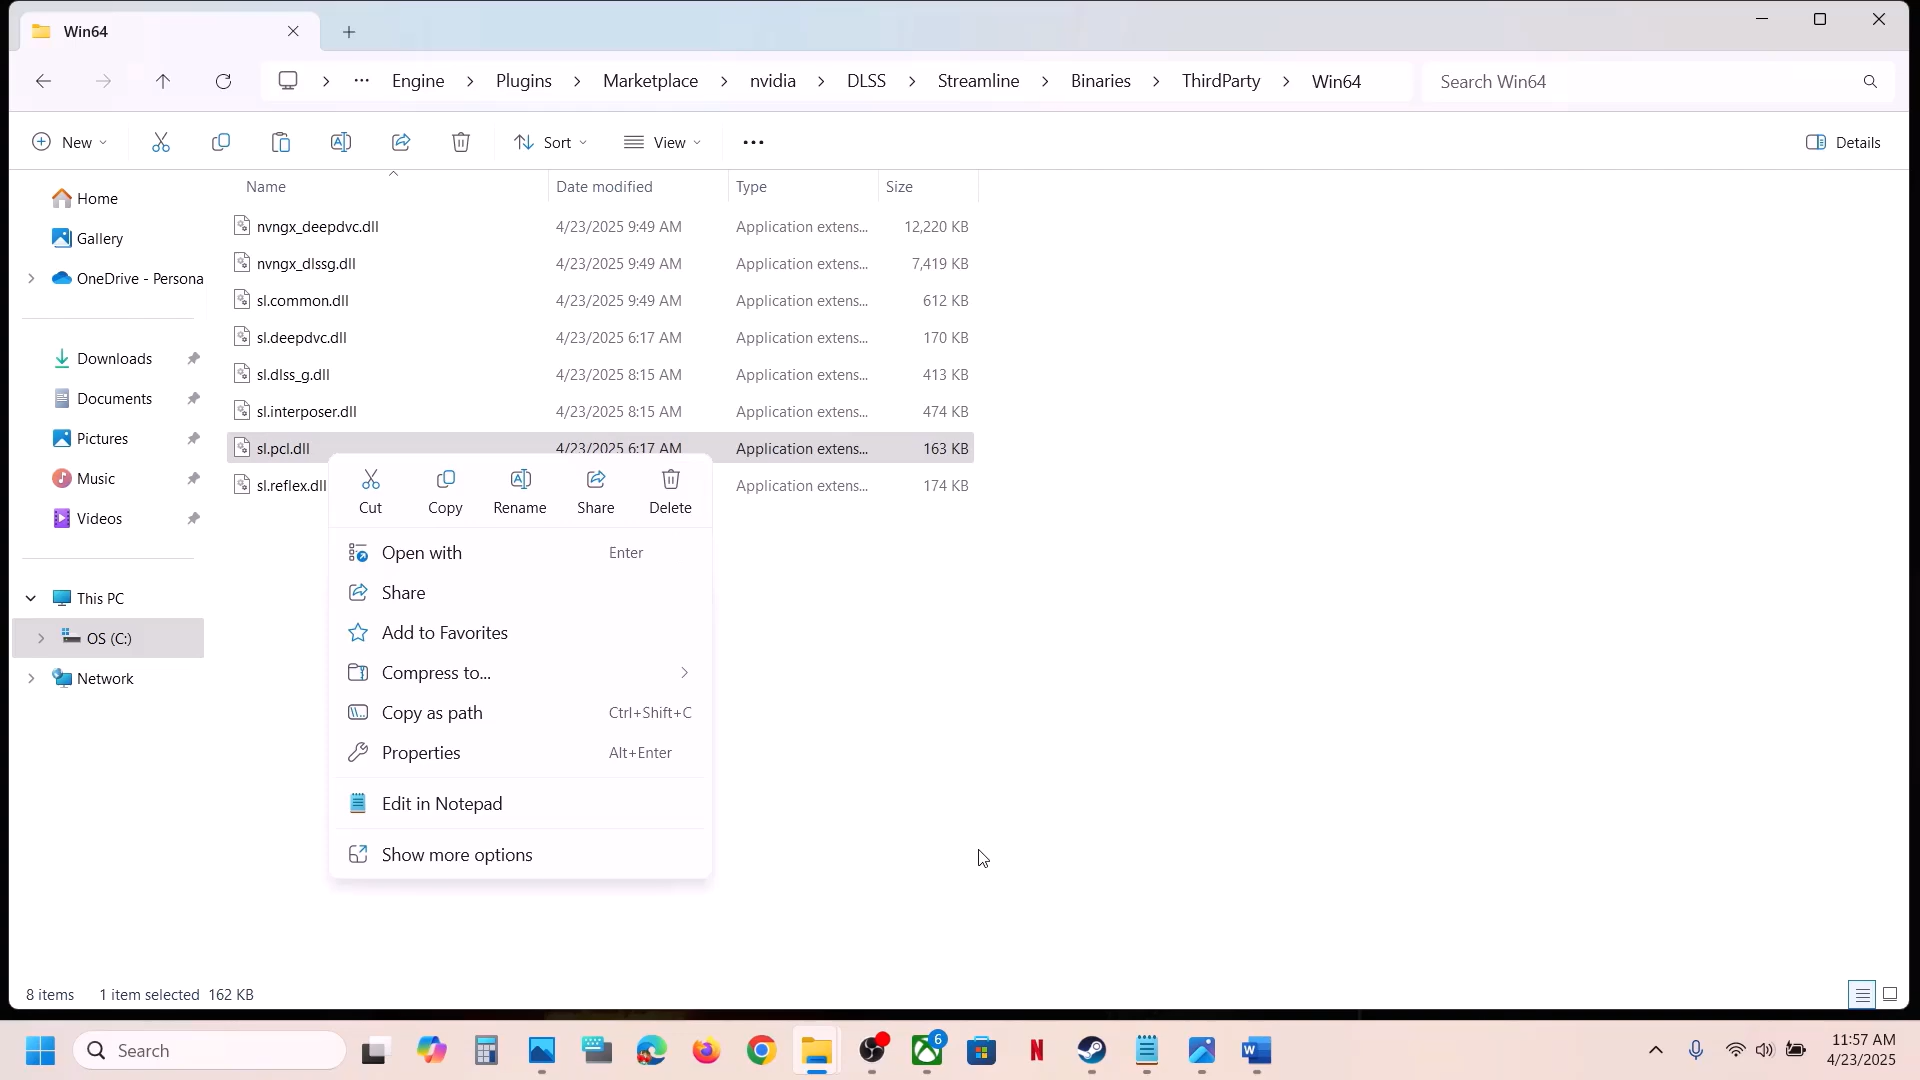 Win64
Engine > Plugins > Marketplace > nvidia > DLSS > Streamline > Binaries > ThirdParty > Win64
Search Win64
New
Sort
View
Details
Name Date modified Type Size
Home
Gallery
OneDrive - Persona
Downloads
Documents
Pictures
Music
Videos
This PC
OS (C:)
Network
nvngx_deepdvc.dll 4/23/2025 9:49 AM Application extens... 12,220 KB
nvngx_dlssg.dll 4/23/2025 9:49 AM Application extens... 7,419 KB
sl.common.dll 4/23/2025 9:49 AM Application extens... 612 KB
sl.deepdvc.dll 4/23/2025 6:17 AM Application extens... 170 KB
sl.dlss_g.dll 4/23/2025 8:15 AM Application extens... 413 KB
sl.interposer.dll 4/23/2025 8:15 AM Application extens... 474 KB
sl.pcl.dll 4/23/2025 6:17 AM Application extens... 163 KB
sl.reflex.dll Application extens... 174 KB
Cut Copy Rename Share Delete
Open with Enter
Share
Add to Favorites
Compress to...
Copy as path Ctrl+Shift+C
Properties Alt+Enter
Edit in Notepad
Show more options
8 items 1 item selected 162 KB
Search
6
11:57 AM
4/23/2025